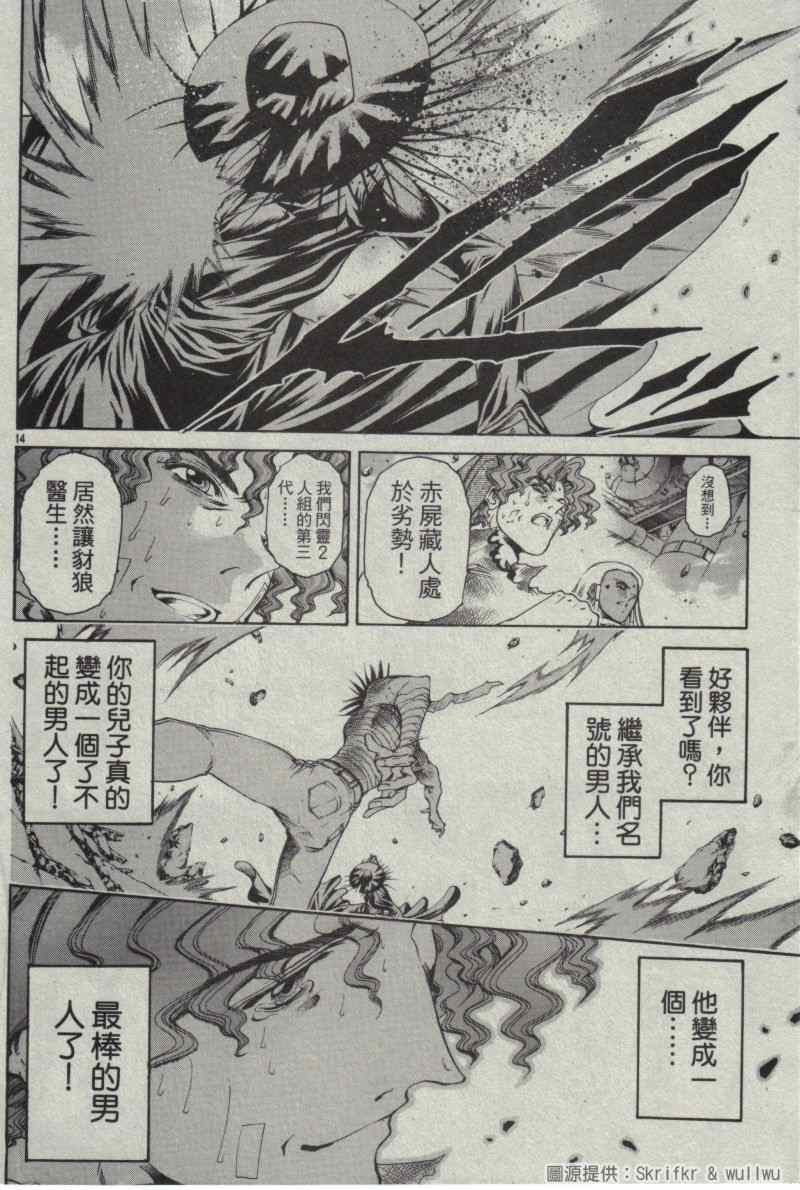 14
沒想到…
赤屍藏人處
於劣勢！
我們閃靈2
人組的第三
代……
居然讓豺狼
醫生……
好夥伴，你
看到了嗎？
繼承我們名
號的男人…
你的兒子真的
變成一個了不
起的男人了！
他變成一
個……
最棒的男
人了！
圖源提供：Skrifkr & wullwu